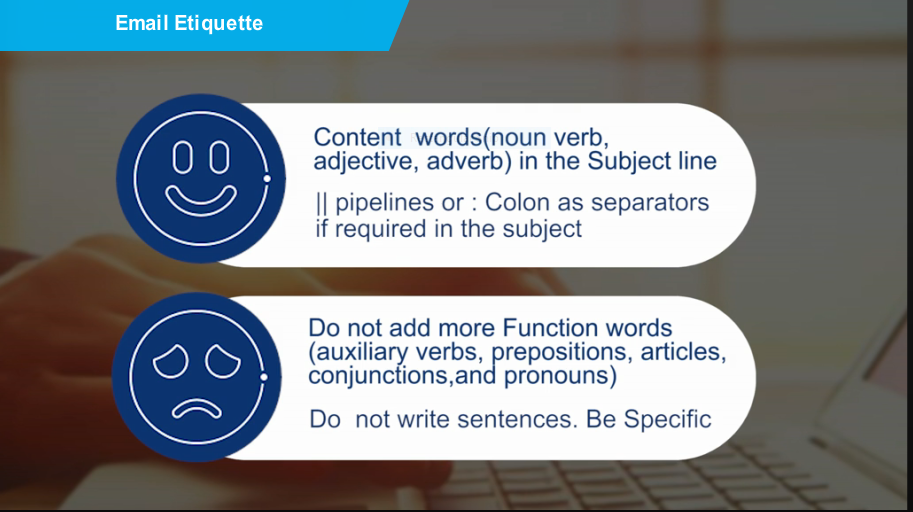 Email Etiquette
Content  words(noun verb,
adjective, adverb) in the Subject line
|| pipelines or : Colon as separators
if required in the subject
Do not add more Function words
(auxiliary verbs, prepositions, articles,
conjunctions,and pronouns)
Do  not write sentences. Be Specific